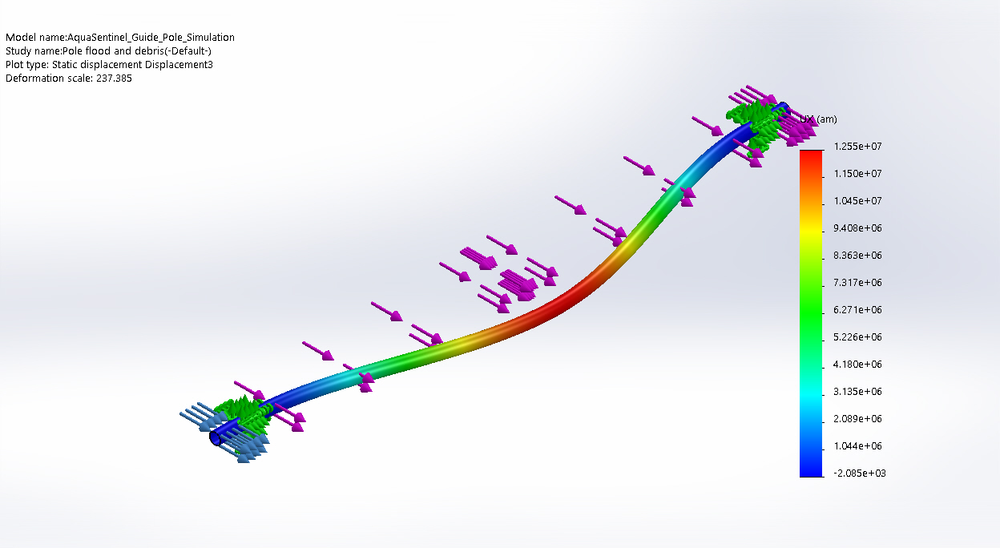 Model name:AquaSentinel_Guide_Pole_Simulation
Study name:Pole flood and debris(-Default-)
Plot type: Static displacement Displacement3
Deformation scale: 237.385
UX (am)
1.255e+07
1.150e+07
1.045e+07
9.408e+06
8.363e+06
7.317e+06
6.271e+06
5.226e+06
4.180e+06
3.135e+06
2.089e+06
1.044e+06
-2.085e+03